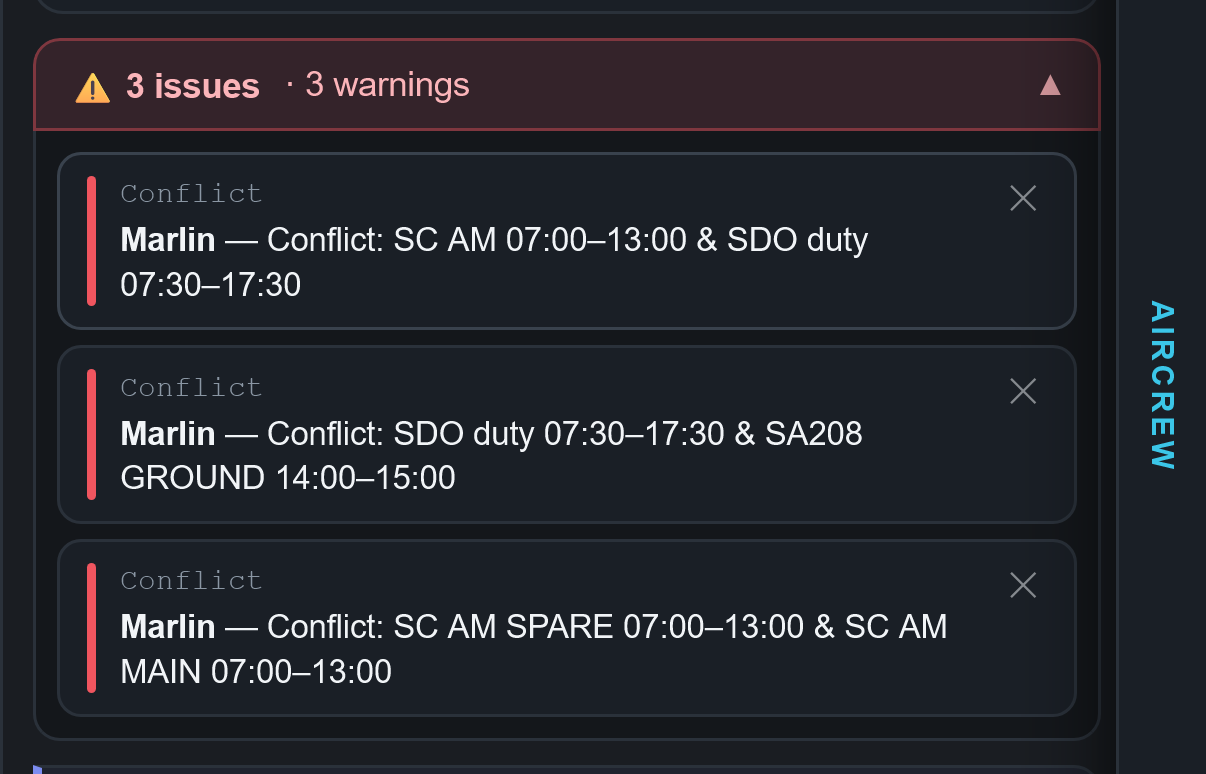 ⚠️ 3 issues · 3 warnings ▲
Conflict
Marlin — Conflict: SC AM 07:00–13:00 & SDO duty
07:30–17:30
Conflict
Marlin — Conflict: SDO duty 07:30–17:30 & SA208
GROUND 14:00–15:00
Conflict
Marlin — Conflict: SC AM SPARE 07:00–13:00 & SC AM
MAIN 07:00–13:00
AIRCREW